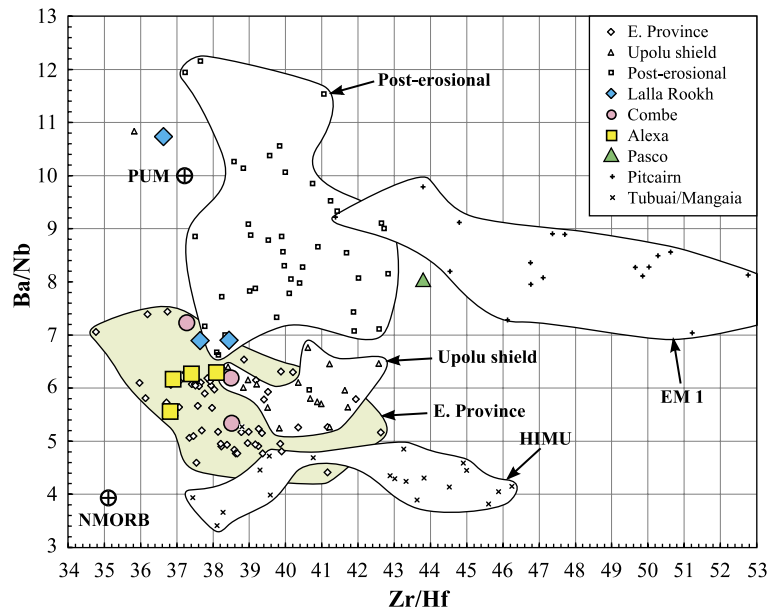 13
12
11
10
9
8
7
6
5
4
3
Ba/Nb
34 35 36 37 38 39 40 41 42 43 44 45 46 47 48 49 50 51 52 53
Zr/Hf
Post-erosional
PUM
Upolu shield
E. Province
HIMU
EM 1
NMORB
E. Province
Upolu shield
Post-erosional
Lalla Rookh
Combe
Alexa
Pasco
Pitcairn
Tubuai/Mangaia